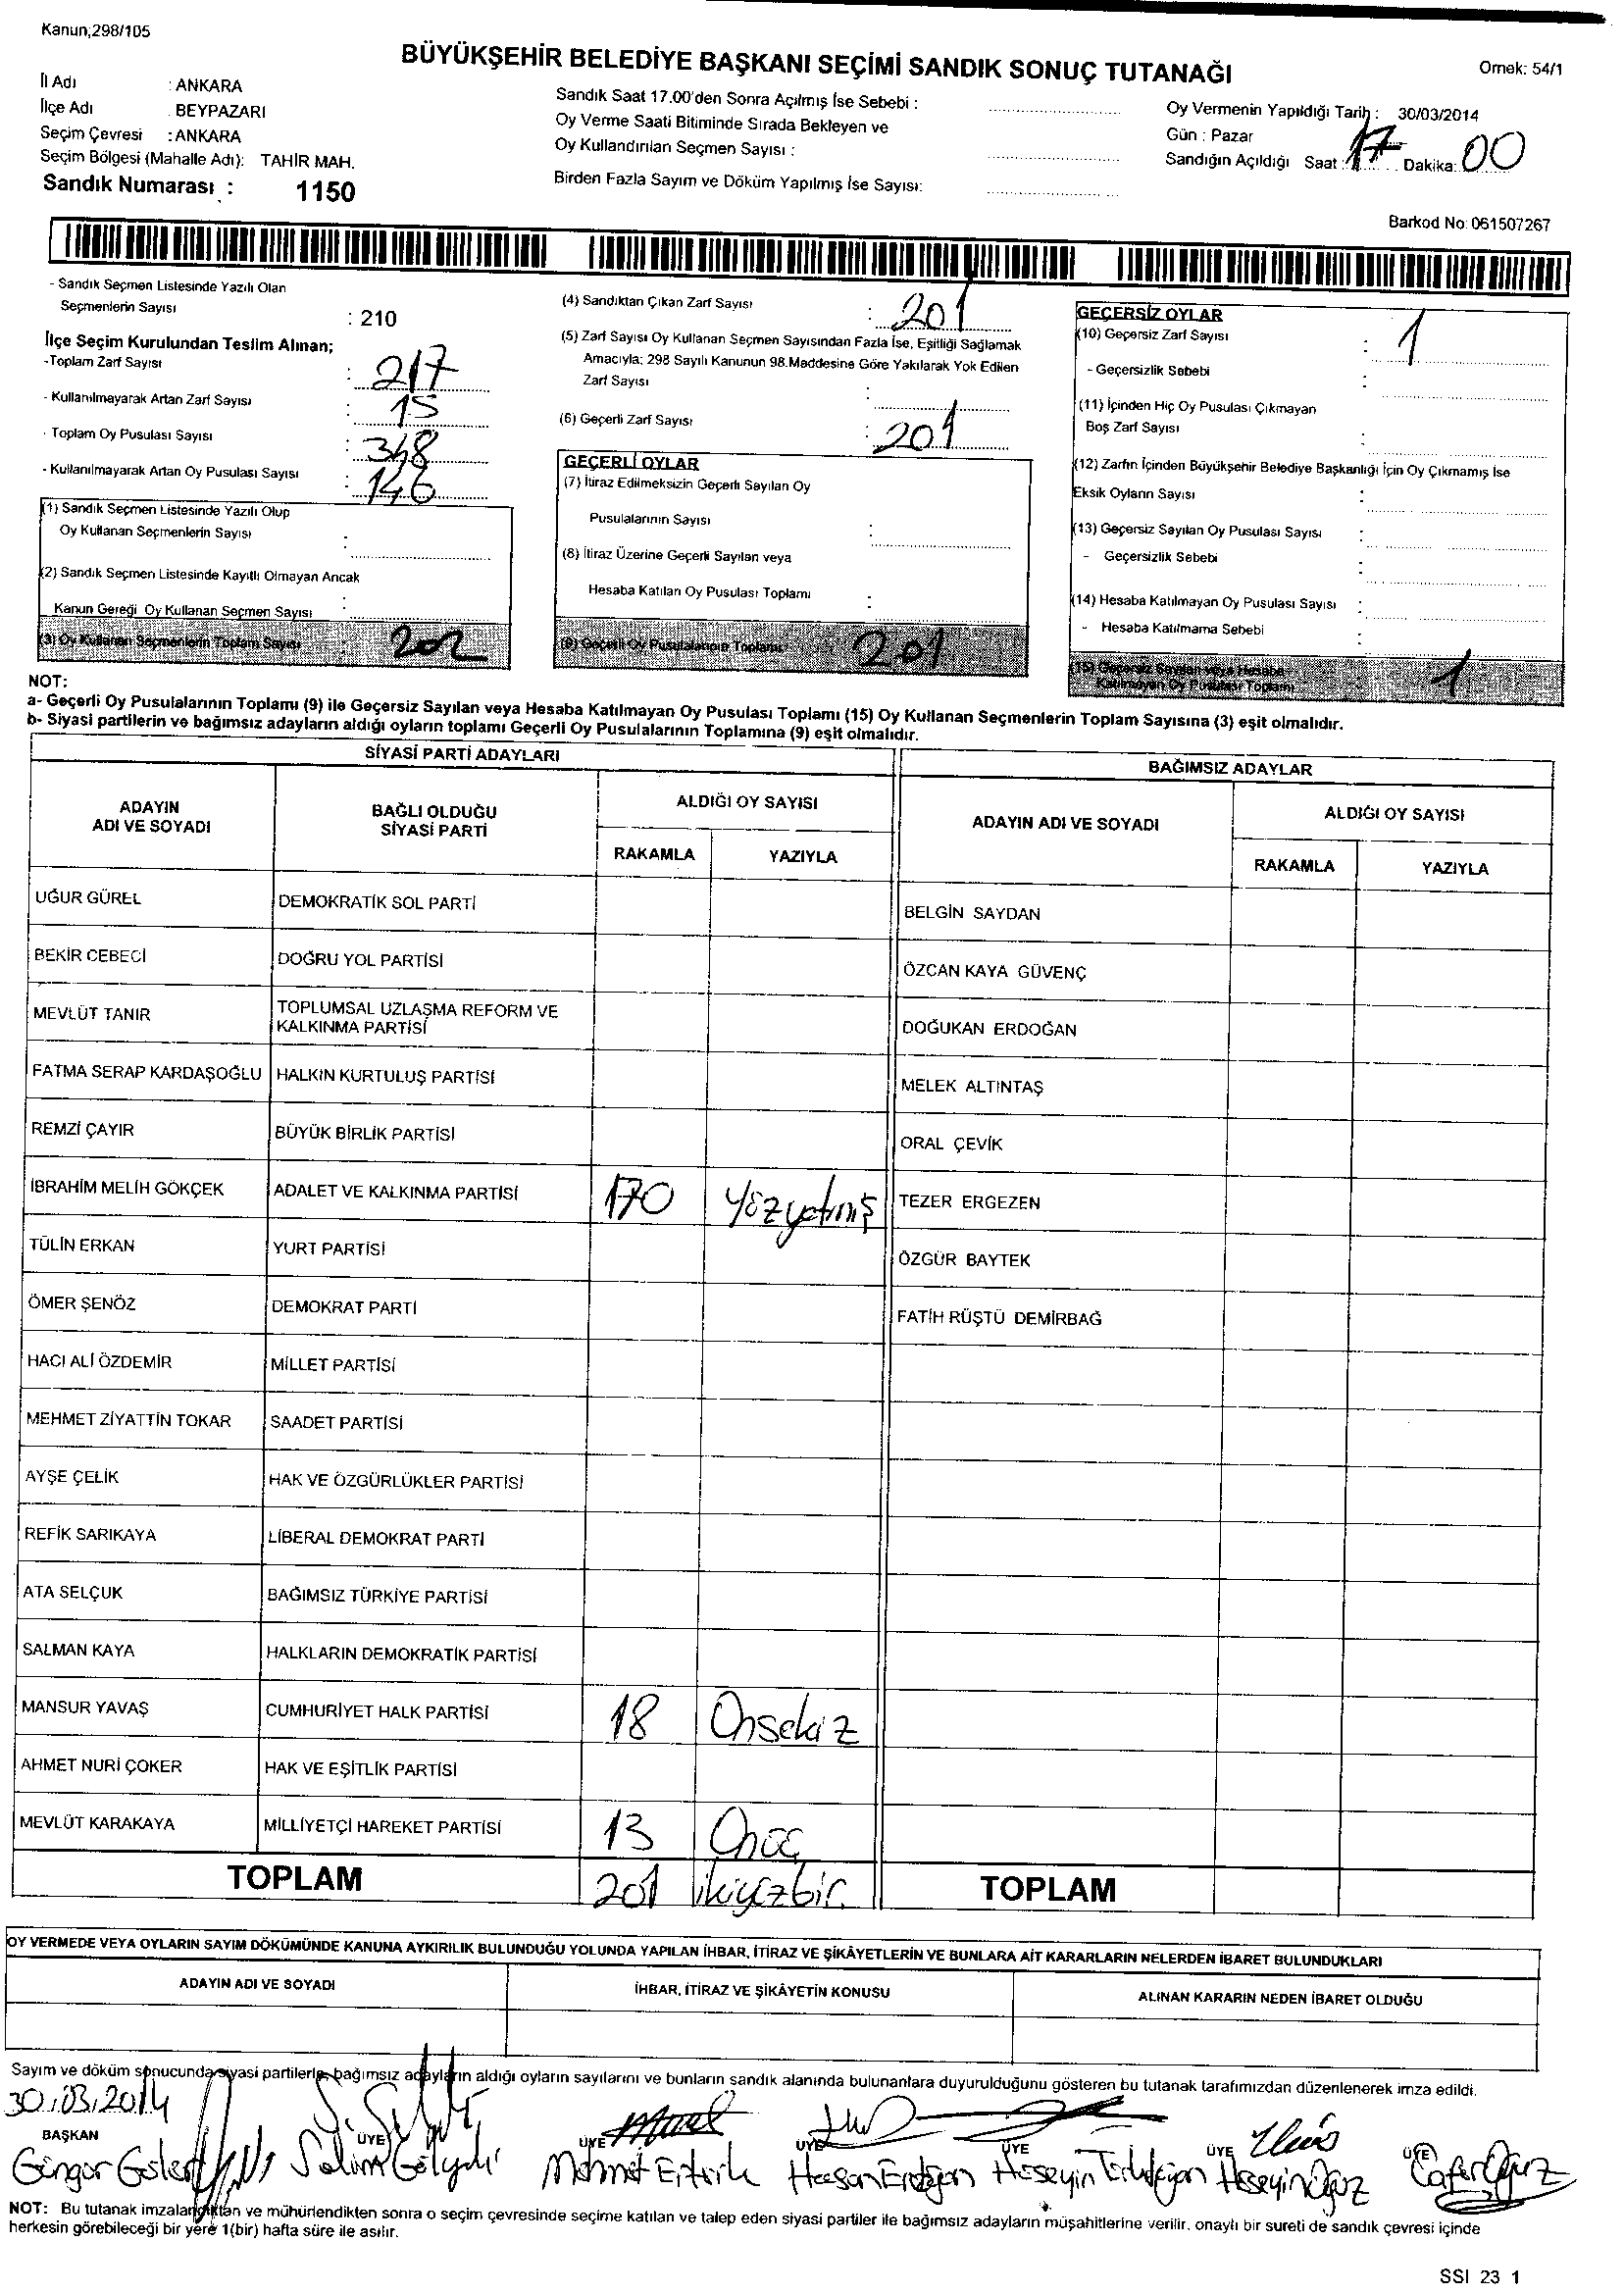 Kanun;298/105
BÜYÜKŞEHİR BELEDİYE BAŞKANI SEÇİMİ SANDIK SONUÇ TUTANAĞI
Örnek: 54/1
İl Adı : ANKARA
İlçe Adı BEYPAZARI
Seçim Çevresi : ANKARA
Seçim Bölgesi (Mahalle Adı): TAHİR MAH.
Sandık Numarası : 1150
Sandık Saat 17.00'den Sonra Açılmış İse Sebebi :
Oy Verme Saati Bitiminde Sırada Bekleyen ve
Oy Kullandırılan Seçmen Sayısı :
Birden Fazla Sayım ve Döküm Yapılmış İse Sayısı:
Oy Vermenin Yapıldığı Tarih : 30/03/2014
Gün : Pazar
Sandığın Açıldığı Saat : 17 Dakika: 00
Barkod No: 061507267
- Sandık Seçmen Listesinde Yazılı Olan
Seçmenlerin Sayısı : 210
İlçe Seçim Kurulundan Teslim Alınan;
-Toplam Zarf Sayısı : 217
- Kullanılmayarak Artan Zarf Sayısı : 15
- Toplam Oy Pusulası Sayısı : 348
- Kullanılmayarak Artan Oy Pusulası Sayısı : 146
(1) Sandık Seçmen Listesinde Yazılı Olup
Oy Kullanan Seçmenlerin Sayısı :
(2) Sandık Seçmen Listesinde Kayıtlı Olmayan Ancak
Kanun Gereği Oy Kullanan Seçmen Sayısı :
(3) Oy Kullanan Seçmenlerin Toplam Sayısı : 202
(4) Sandıktan Çıkan Zarf Sayısı : 201
(5) Zarf Sayısı Oy Kullanan Seçmen Sayısından Fazla İse, Eşitliği Sağlamak
Amacıyla; 298 Sayılı Kanunun 98.Maddesine Göre Yakılarak Yok Edilen
Zarf Sayısı :
(6) Geçerli Zarf Sayısı : 201
GEÇERLİ OYLAR
(7) İtiraz Edilmeksizin Geçerli Sayılan Oy
Pusulalarının Sayısı :
(8) İtiraz Üzerine Geçerli Sayılan veya
Hesaba Katılan Oy Pusulası Toplamı :
(9) Geçerli Oy Pusulalarının Toplamı : 201
GEÇERSİZ OYLAR
(10) Geçersiz Zarf Sayısı : 1
- Geçersizlik Sebebi :
(11) İçinden Hiç Oy Pusulası Çıkmayan
Boş Zarf Sayısı :
(12) Zarfın İçinden Büyükşehir Belediye Başkanlığı İçin Oy Çıkmamış İse
Eksik Oyların Sayısı :
(13) Geçersiz Sayılan Oy Pusulası Sayısı :
- Geçersizlik Sebebi :
(14) Hesaba Katılmayan Oy Pusulası Sayısı :
- Hesaba Katılmama Sebebi :
(15) Geçersiz Sayılan veya Hesaba
Katılmayan Oy Pusulası Toplamı 1
NOT:
a- Geçerli Oy Pusulalarının Toplamı (9) ile Geçersiz Sayılan veya Hesaba Katılmayan Oy Pusulası Toplamı (15) Oy Kullanan Seçmenlerin Toplam Sayısına (3) eşit olmalıdır.
b- Siyasi partilerin ve bağımsız adayların aldığı oyların toplamı Geçerli Oy Pusulalarının Toplamına (9) eşit olmalıdır.
SİYASİ PARTİ ADAYLARI
BAĞIMSIZ ADAYLAR
ADAYIN ADI VE SOYADI
BAĞLI OLDUĞU SİYASİ PARTİ
ALDIĞI OY SAYISI
RAKAMLA YAZIYLA
ADAYIN ADI VE SOYADI
ALDIĞI OY SAYISI
RAKAMLA YAZIYLA
UĞUR GÜREL DEMOKRATİK SOL PARTİ BELGİN SAYDAN
BEKİR CEBECİ DOĞRU YOL PARTİSİ ÖZCAN KAYA GÜVENÇ
MEVLÜT TANIR TOPLUMSAL UZLAŞMA REFORM VE KALKINMA PARTİSİ DOĞUKAN ERDOĞAN
FATMA SERAP KARDAŞOĞLU HALKIN KURTULUŞ PARTİSİ MELEK ALTINTAŞ
REMZİ ÇAYIR BÜYÜK BİRLİK PARTİSİ ORAL ÇEVİK
İBRAHİM MELİH GÖKÇEK ADALET VE KALKINMA PARTİSİ 170 Yüzyetmiş TEZER ERGEZEN
TÜLİN ERKAN YURT PARTİSİ ÖZGÜR BAYTEK
ÖMER ŞENÖZ DEMOKRAT PARTİ FATİH RÜŞTÜ DEMİRBAĞ
HACI ALİ ÖZDEMİR MİLLET PARTİSİ
MEHMET ZİYATTİN TOKAR SAADET PARTİSİ
AYŞE ÇELİK HAK VE ÖZGÜRLÜKLER PARTİSİ
REFİK SARIKAYA LİBERAL DEMOKRAT PARTİ
ATA SELÇUK BAĞIMSIZ TÜRKİYE PARTİSİ
SALMAN KAYA HALKLARIN DEMOKRATİK PARTİSİ
MANSUR YAVAŞ CUMHURİYET HALK PARTİSİ 18 Onsekiz
AHMET NURİ ÇOKER HAK VE EŞİTLİK PARTİSİ
MEVLÜT KARAKAYA MİLLİYETÇİ HAREKET PARTİSİ 13 Onüç
TOPLAM 201 ikiyüzbir TOPLAM
OY VERMEDE VEYA OYLARIN SAYIM DÖKÜMÜNDE KANUNA AYKIRILIK BULUNDUĞU YOLUNDA YAPILAN İHBAR, İTİRAZ VE ŞİKÂYETLERİN VE BUNLARA AİT KARARLARIN NELERDEN İBARET BULUNDUKLARI
ADAYIN ADI VE SOYADI İHBAR, İTİRAZ VE ŞİKÂYETİN KONUSU ALINAN KARARIN NEDEN İBARET OLDUĞU
Sayım ve döküm sonucunda siyasi partilerle, bağımsız adayların aldığı oyların sayılarını ve bunların sandık alanında bulunanlara duyurulduğunu gösteren bu tutanak tarafımızdan düzenlenerek imza edildi.
30.03.2014
BAŞKAN ÜYE ÜYE ÜYE ÜYE ÜYE ÜYE
Güngör Selim Mehmet Hasan Erdoğan Hüseyin Hüseyin Oğuz Cafer Oğuz
NOT: Bu tutanak imzalandıktan ve mühürlendikten sonra o seçim çevresinde seçime katılan ve talep eden siyasi partiler ile bağımsız adayların müşahitlerine verilir. onaylı bir sureti de sandık çevresi içinde
herkesin görebileceği bir yere 1(bir) hafta süre ile asılır.
SSI 23 1